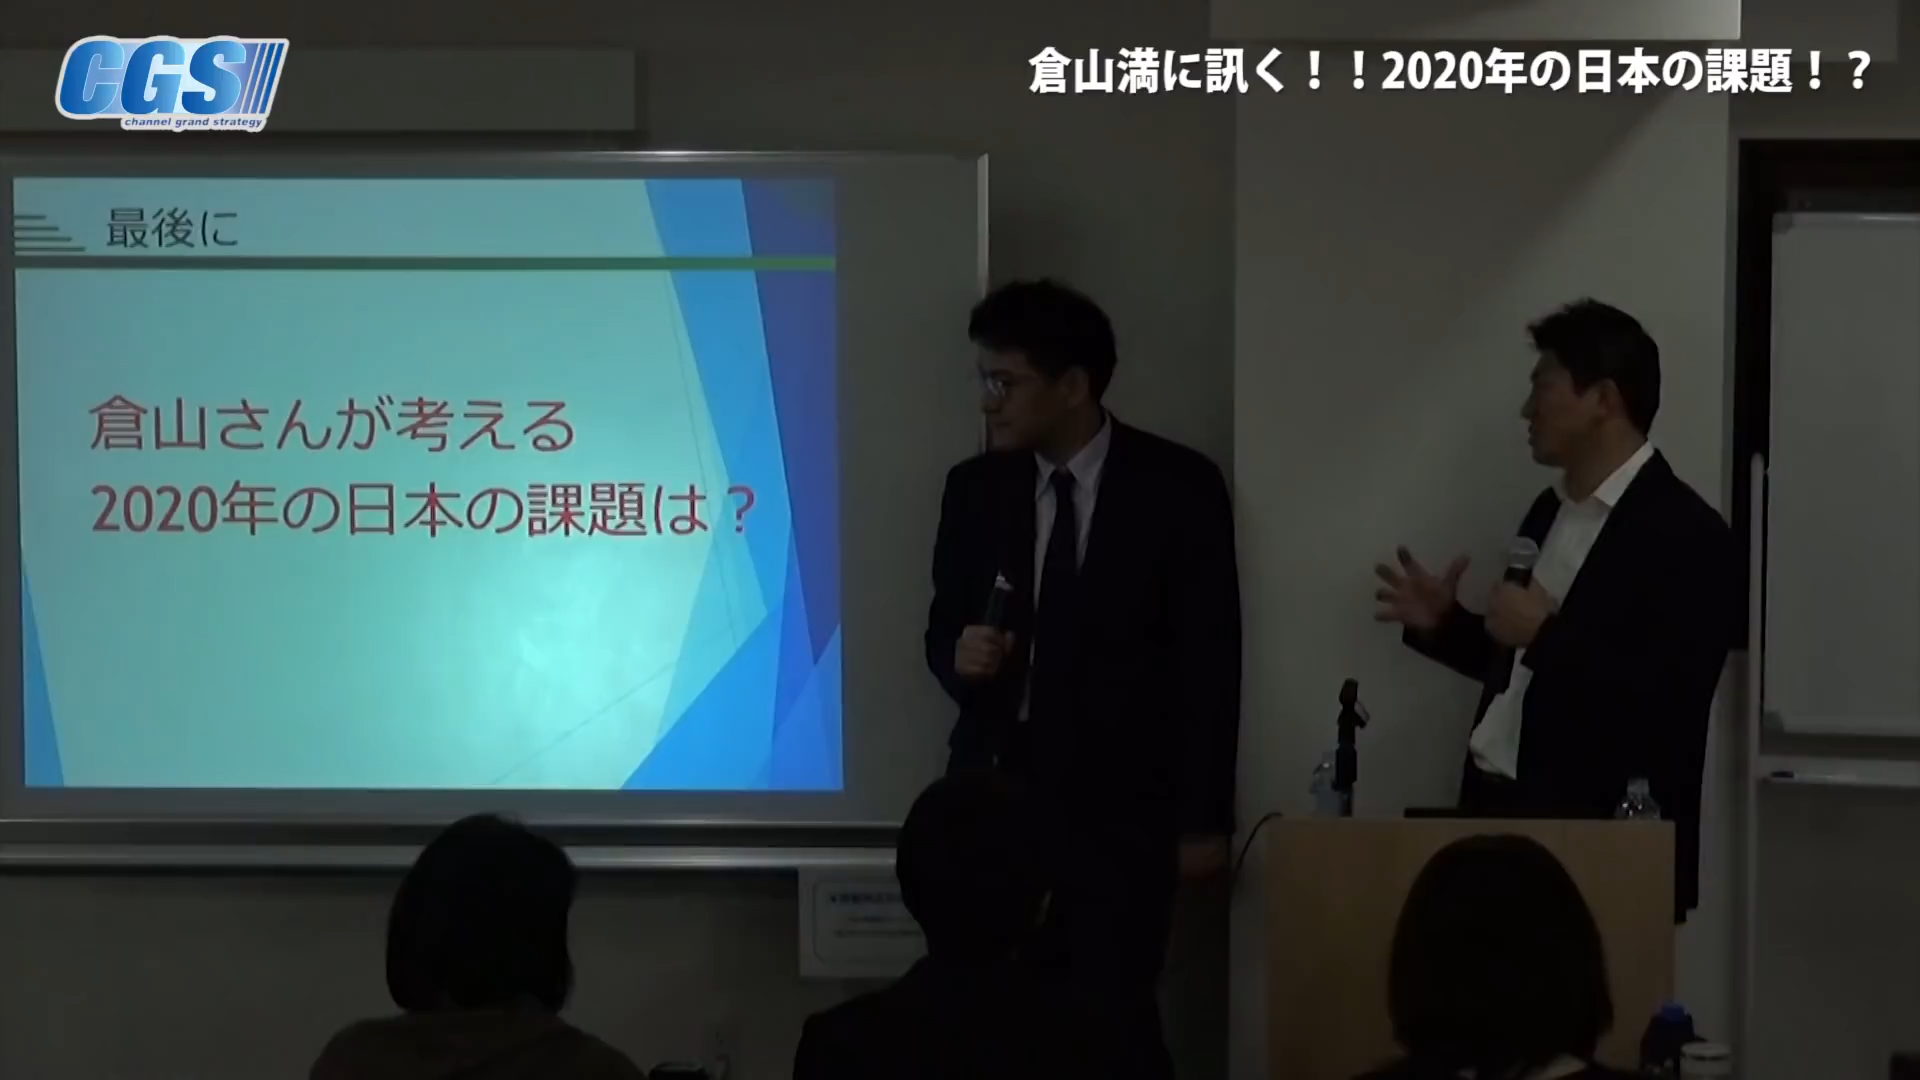 CGS
channel grand strategy
倉山満に訊く！！2020年の日本の課題！？
最後に
倉山さんが考える
2020年の日本の課題は？